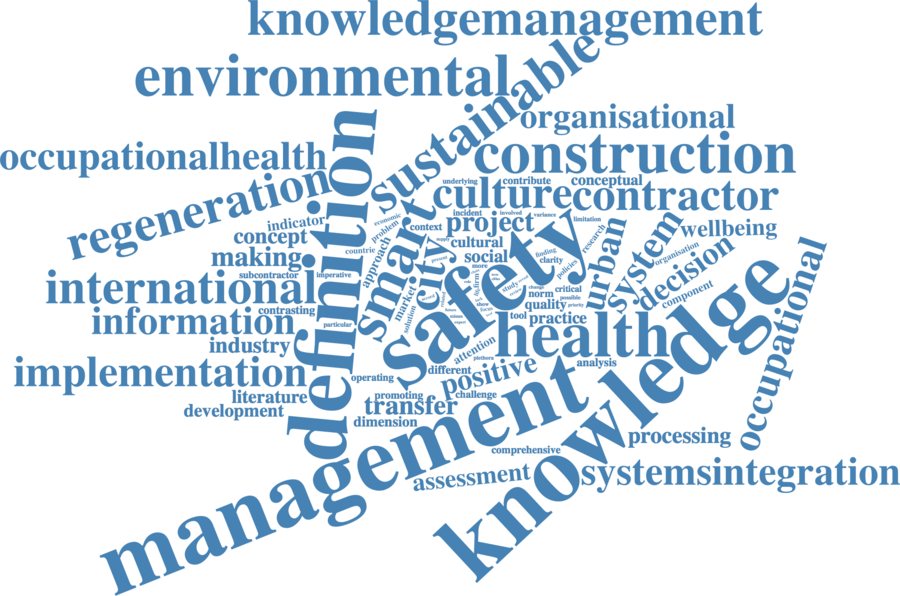 knowledgemanagement
environmental
sustainable
organisational
occupationalhealth
construction
definition
regeneration
underlying
contribute
conceptual
culture
contractor
indicator
economic
problem
incident
involved
variance
limitation
concept
context
project
wellbeing
smart
city
supply
cultural
safety
research
urban
system
organisation
making
countrie
approach
present
social
finding
clarity
policies
decision
subcontractor
imperative
more
study
change
critical
component
international
market
solution
norm
possible
quality
priority
occupational
contrasting
particular
information
tool
practice
health
knowledge
industry
attention
plethora
analysis
implementation
operating
different
positive
literature
promoting
challenge
development
transfer
dimension
management
comprehensive
processing
assessment
systemsintegration